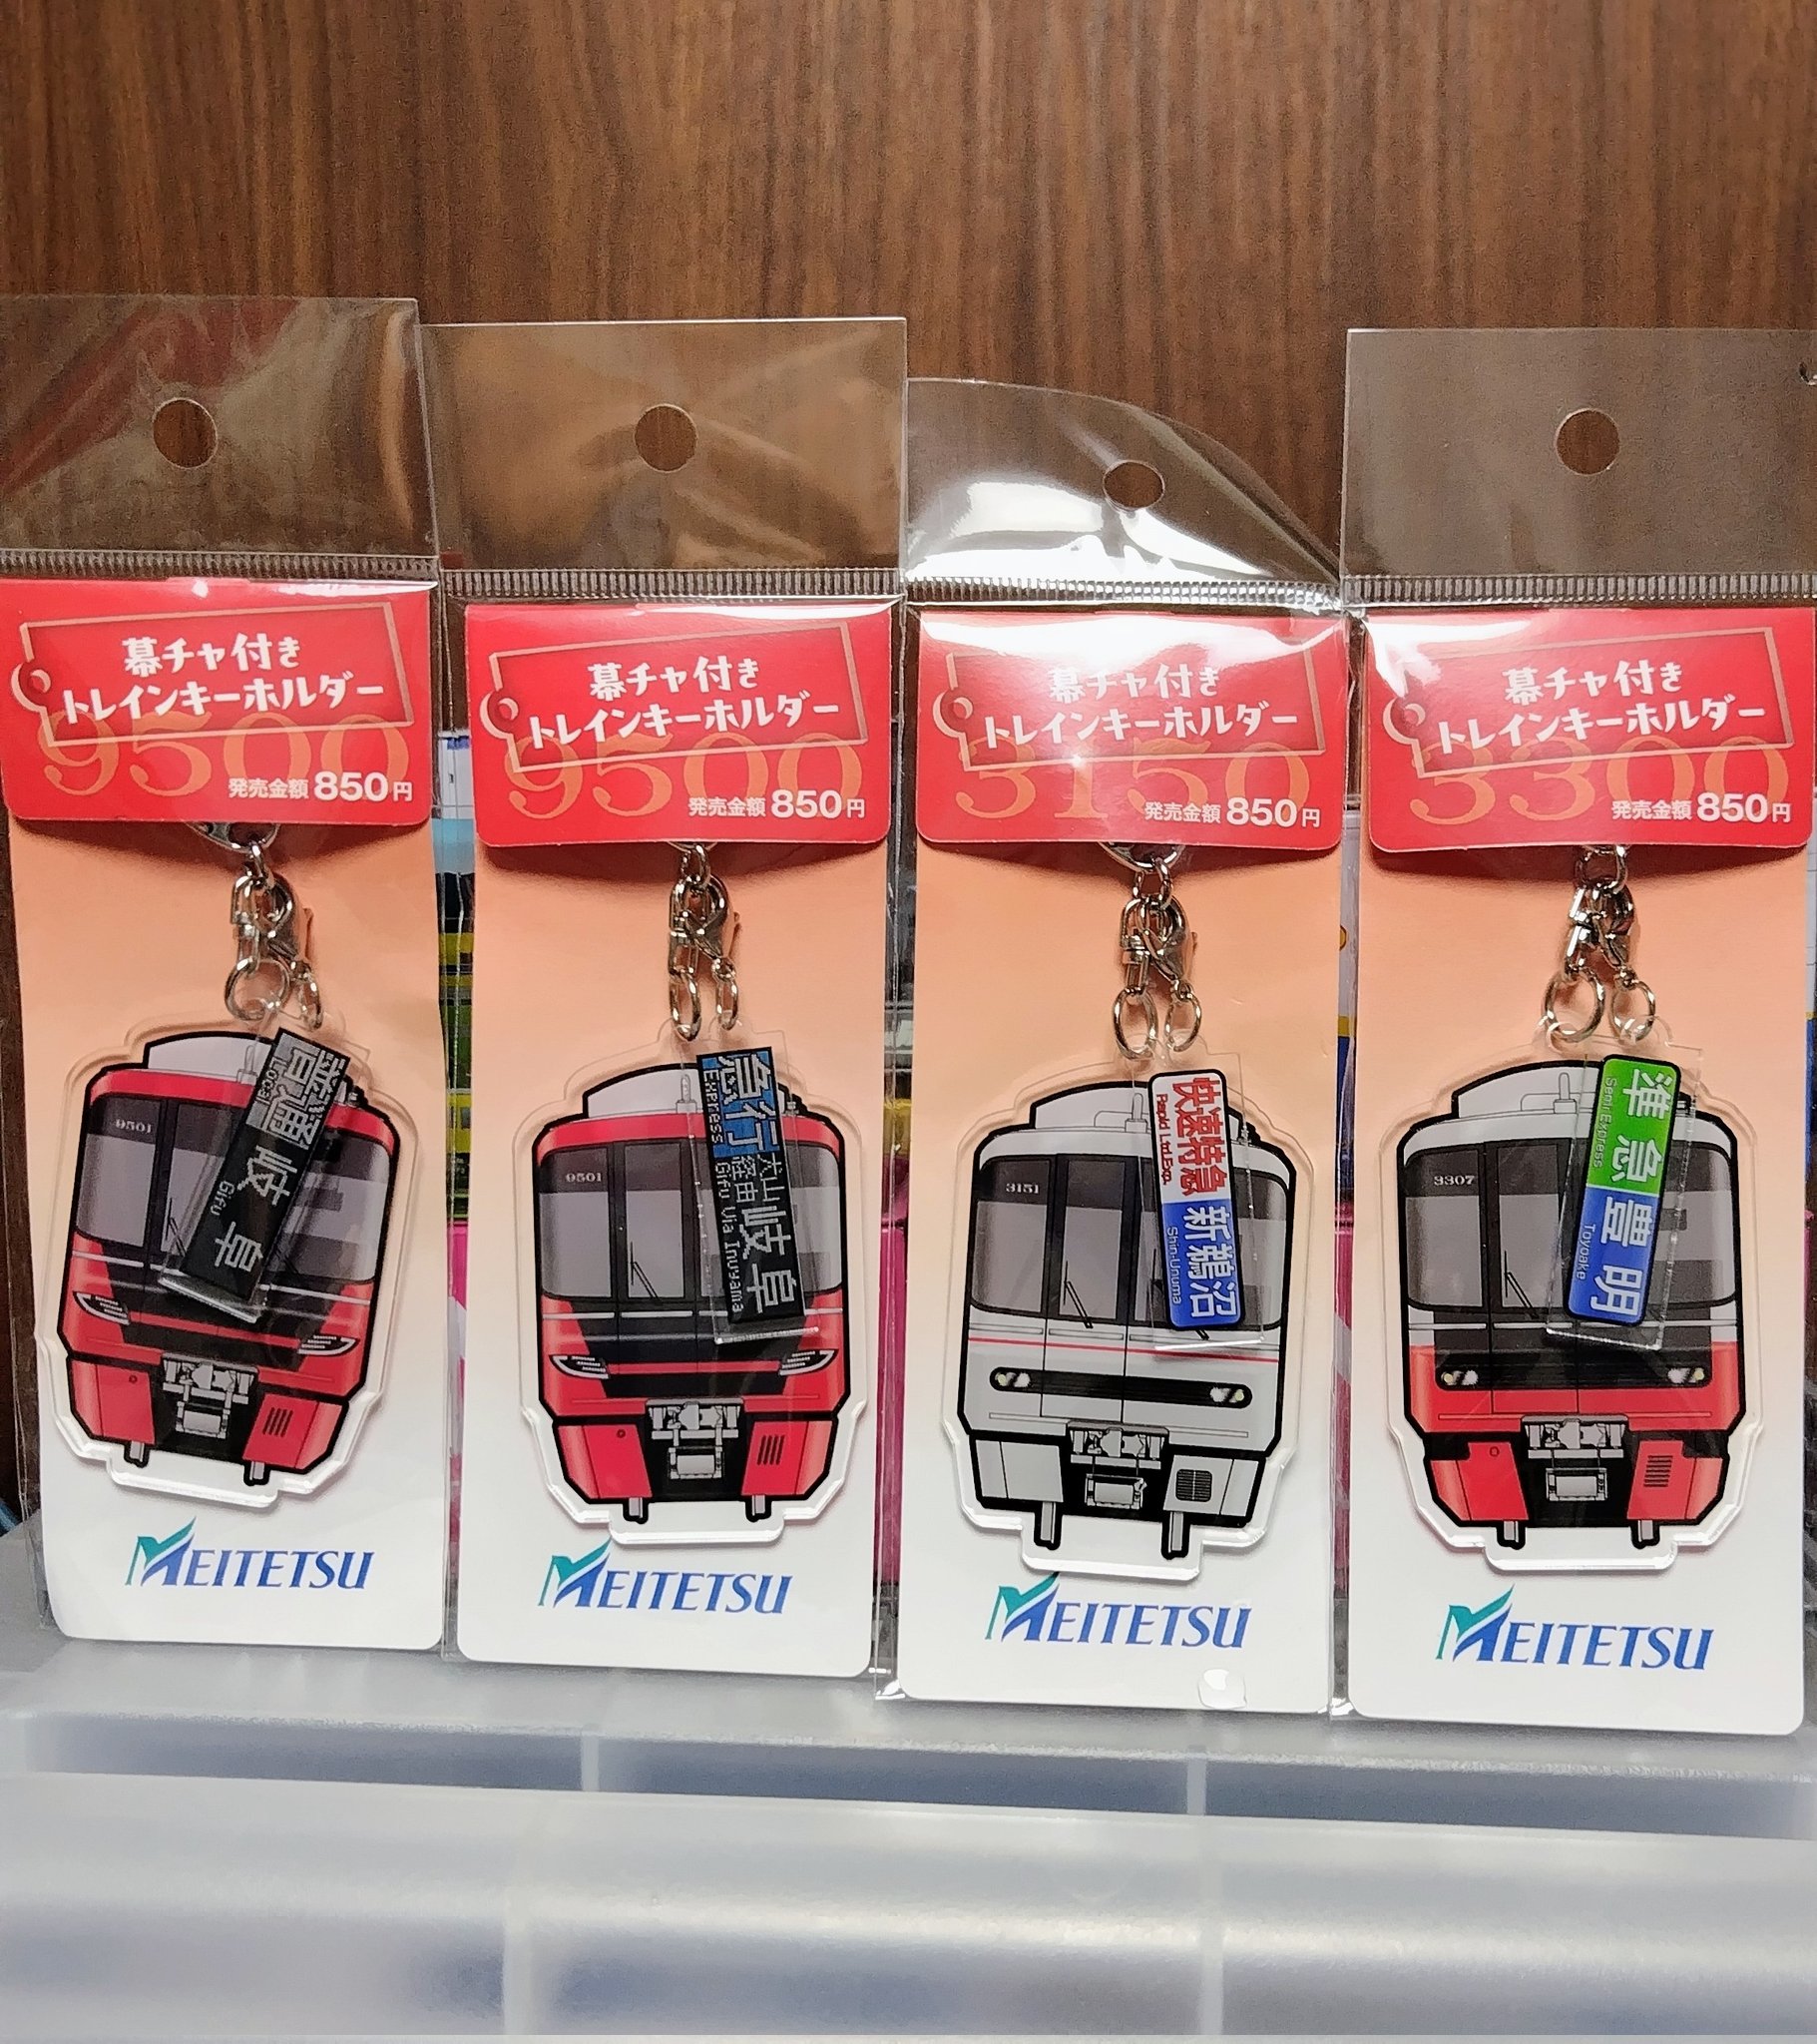 幕チャ付き
トレインキーホルダー
9500
発売金額 850円
9501
普通
Local
岐阜
Gifu
MEITETSU
幕チャ付き
トレインキーホルダー
9500
発売金額 850円
9501
急行
Express
犬山経由
岐阜
Gifu Via Inuyama
MEITETSU
幕チャ付き
トレインキーホルダー
3150
発売金額 850円
3151
快速特急
Rapid Ltd.Exp.
新鵜沼
Shin-Unuma
MEITETSU
幕チャ付き
トレインキーホルダー
3300
発売金額 850円
3307
準急
Semi.Express
豊明
Toyoake
MEITETSU